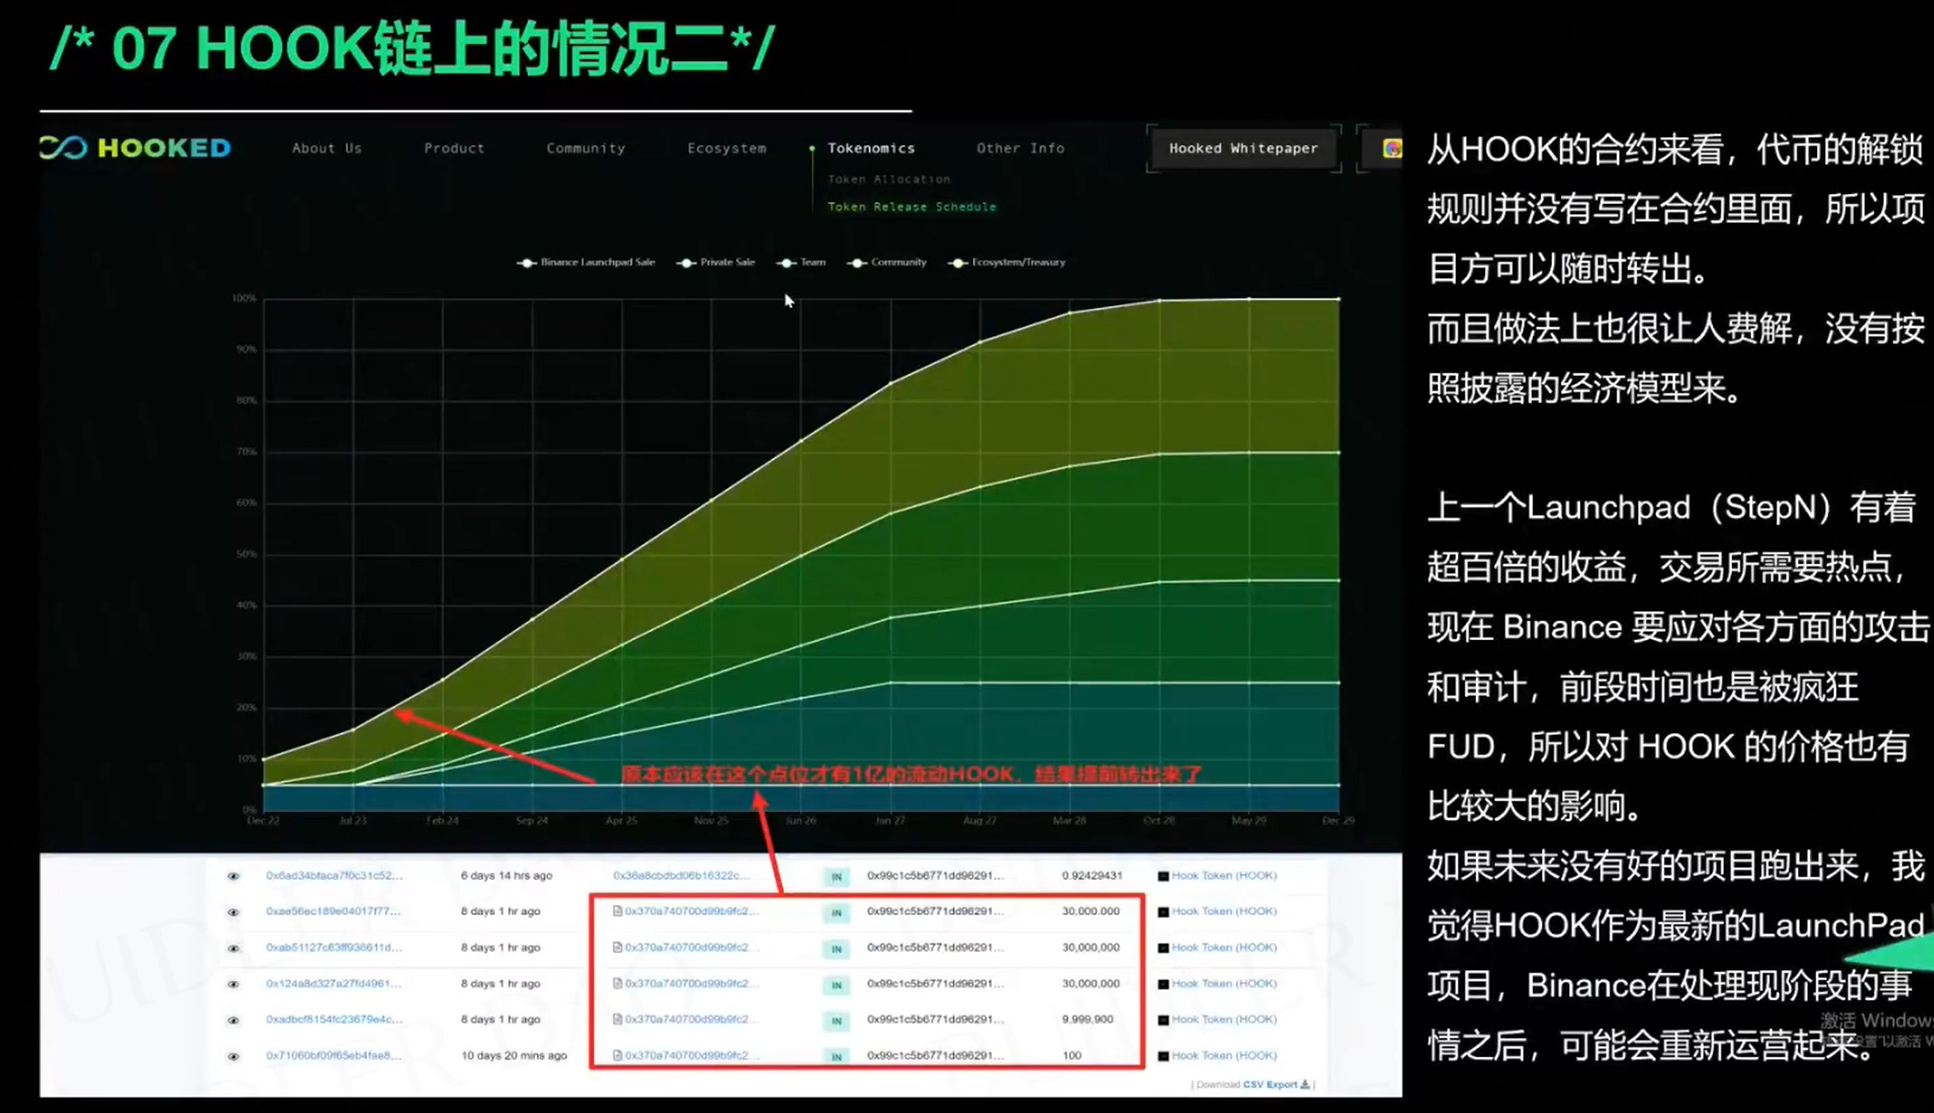 /* 07 HOOK链上的情况二*/
HOOKED
About Us
Product
Community
Ecosystem
Tokenomics
Other Info
Hooked Whitepaper
Token Allocation
Token Release Schedule
Binance Launchpad Sale
Private Sale
Team
Community
Ecosystem/Treasury
100%
90%
80%
70%
60%
50%
40%
30%
20%
10%
0%
原本应该在这个点位才有1亿的流动HOOK，结果提前转出来了
Dec 22
Jul 23
Feb 24
Sep 24
Apr 25
Nov 25
Jun 26
Jan 27
Aug 27
Mar 28
Oct 28
May 29
Dec 29
6 days 14 hrs ago
IN
0x99c1c5b6771dd96291...
0.92429431
Hook Token (HOOK)
8 days 1 hr ago
0x370a740700d99b9fc2...
IN
0x99c1c5b6771dd96291...
30,000,000
Hook Token (HOOK)
8 days 1 hr ago
0x370a740700d99b9fc2...
IN
0x99c1c5b6771dd96291...
30,000,000
Hook Token (HOOK)
0x124a8d327a27fd4961...
8 days 1 hr ago
0x370a740700d99b9fc2...
IN
0x99c1c5b6771dd96291...
30,000,000
Hook Token (HOOK)
0xadbcf8154fc23679e4c...
8 days 1 hr ago
0x370a740700d99b9fc2...
IN
0x99c1c5b6771dd96291...
9,999,900
Hook Token (HOOK)
0x71060bf09f65eb4fae8...
10 days 20 mins ago
0x370a740700d99b9fc2...
IN
0x99c1c5b6771dd96291...
100
Hook Token (HOOK)
[ Download CSV Export ]
从HOOK的合约来看，代币的解锁
规则并没有写在合约里面，所以项
目方可以随时转出。
而且做法上也很让人费解，没有按
照披露的经济模型来。
上一个Launchpad（StepN）有着
超百倍的收益，交易所需要热点，
现在 Binance 要应对各方面的攻击
和审计，前段时间也是被疯狂
FUD，所以对 HOOK 的价格也有
比较大的影响。
如果未来没有好的项目跑出来，我
觉得HOOK作为最新的LaunchPad
项目，Binance在处理现阶段的事
情之后，可能会重新运营起来。
激活 Windows